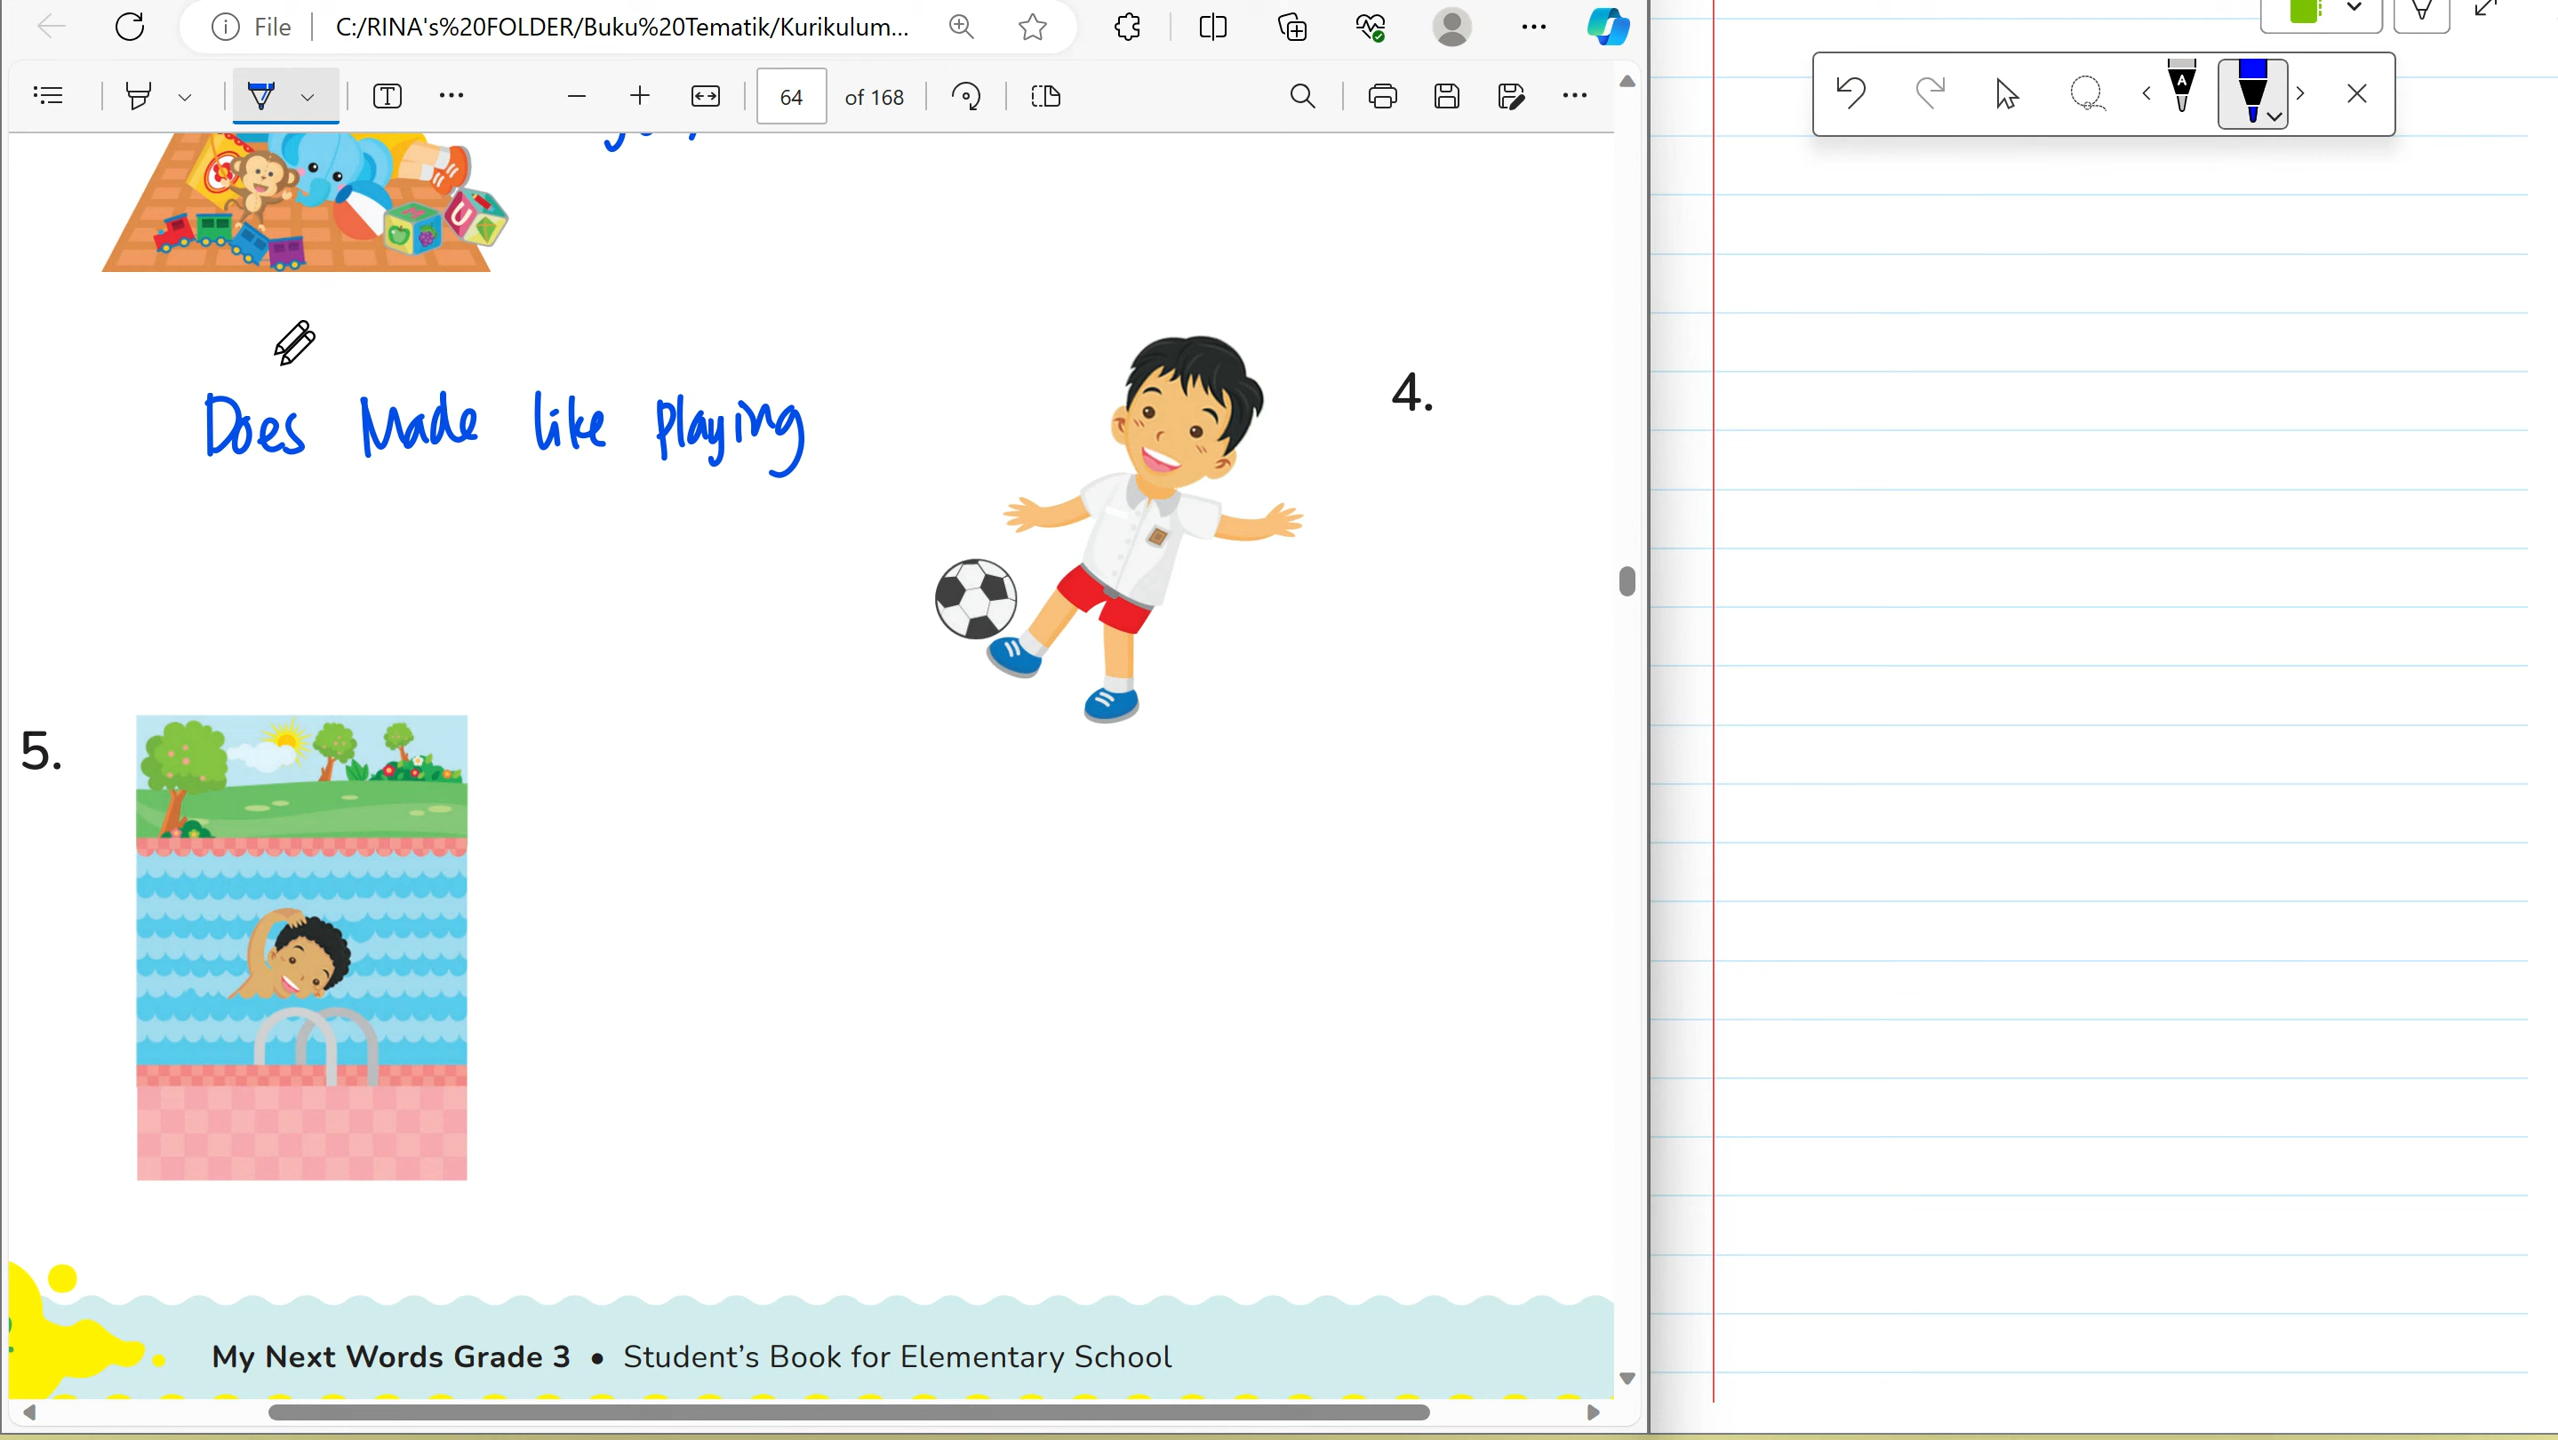 File C:/RINA's%20FOLDER/Buku%20Tematik/Kurikulum...
64 of 168
A
U
Does Made like playing
4.
5.
My Next Words Grade 3 • Student's Book for Elementary School